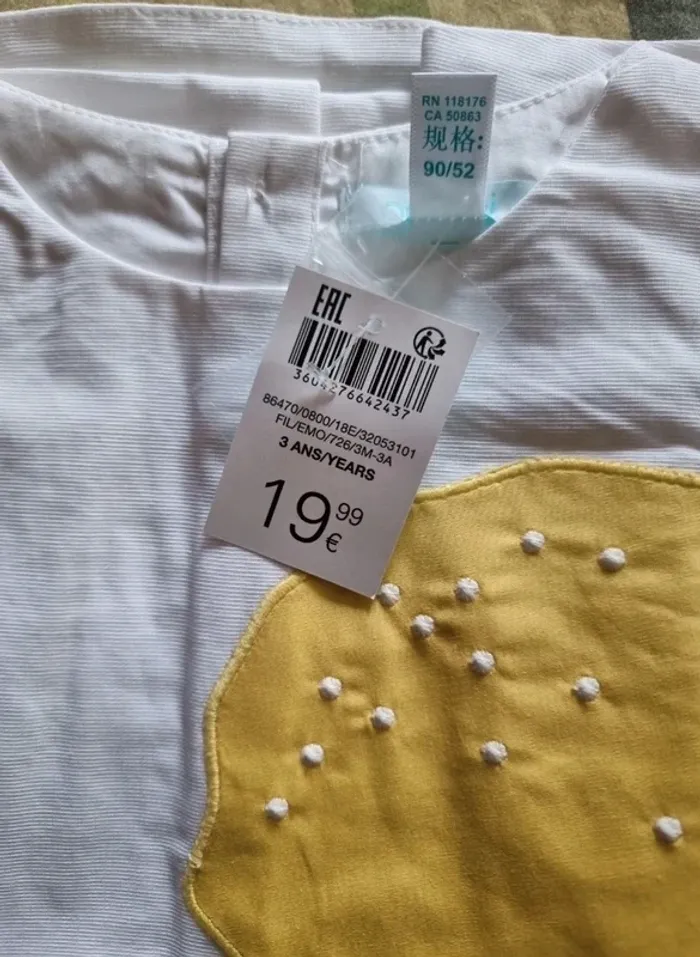 RN 118176
CA 50863
规格:
90/52
EAC
3604276642437
86470/0800/18E/32053101
FIL/EMO/726/3M-3A
3 ANS/YEARS
19,99
€